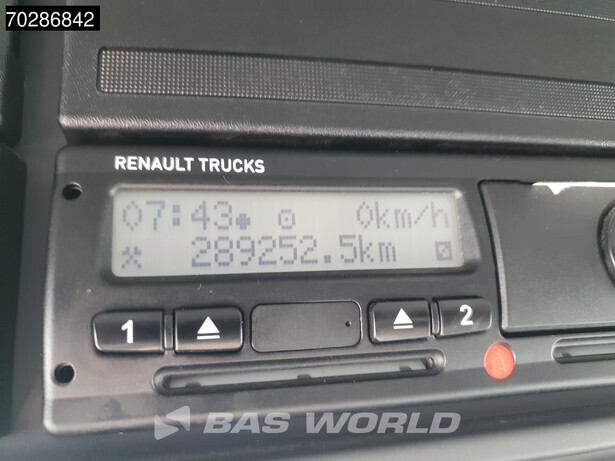 70286842
RENAULT TRUCKS
07:43 0km/h
289252.5km
1 2
BAS WORLD